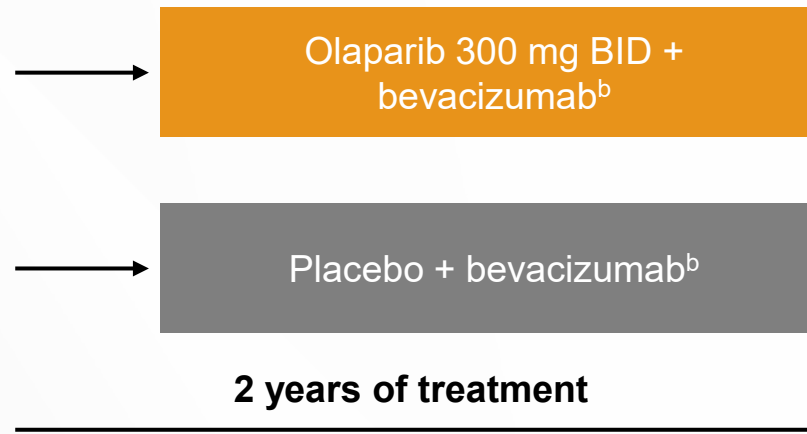 Olaparib 300 mg BID +
bevacizumabᵇ
Placebo + bevacizumabᵇ
2 years of treatment